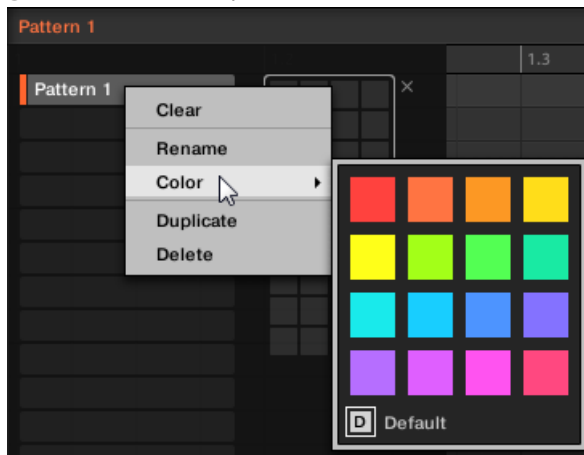 Pattern 1
1.3
Pattern 1
Clear
Rename
Color
Duplicate
Delete
D Default